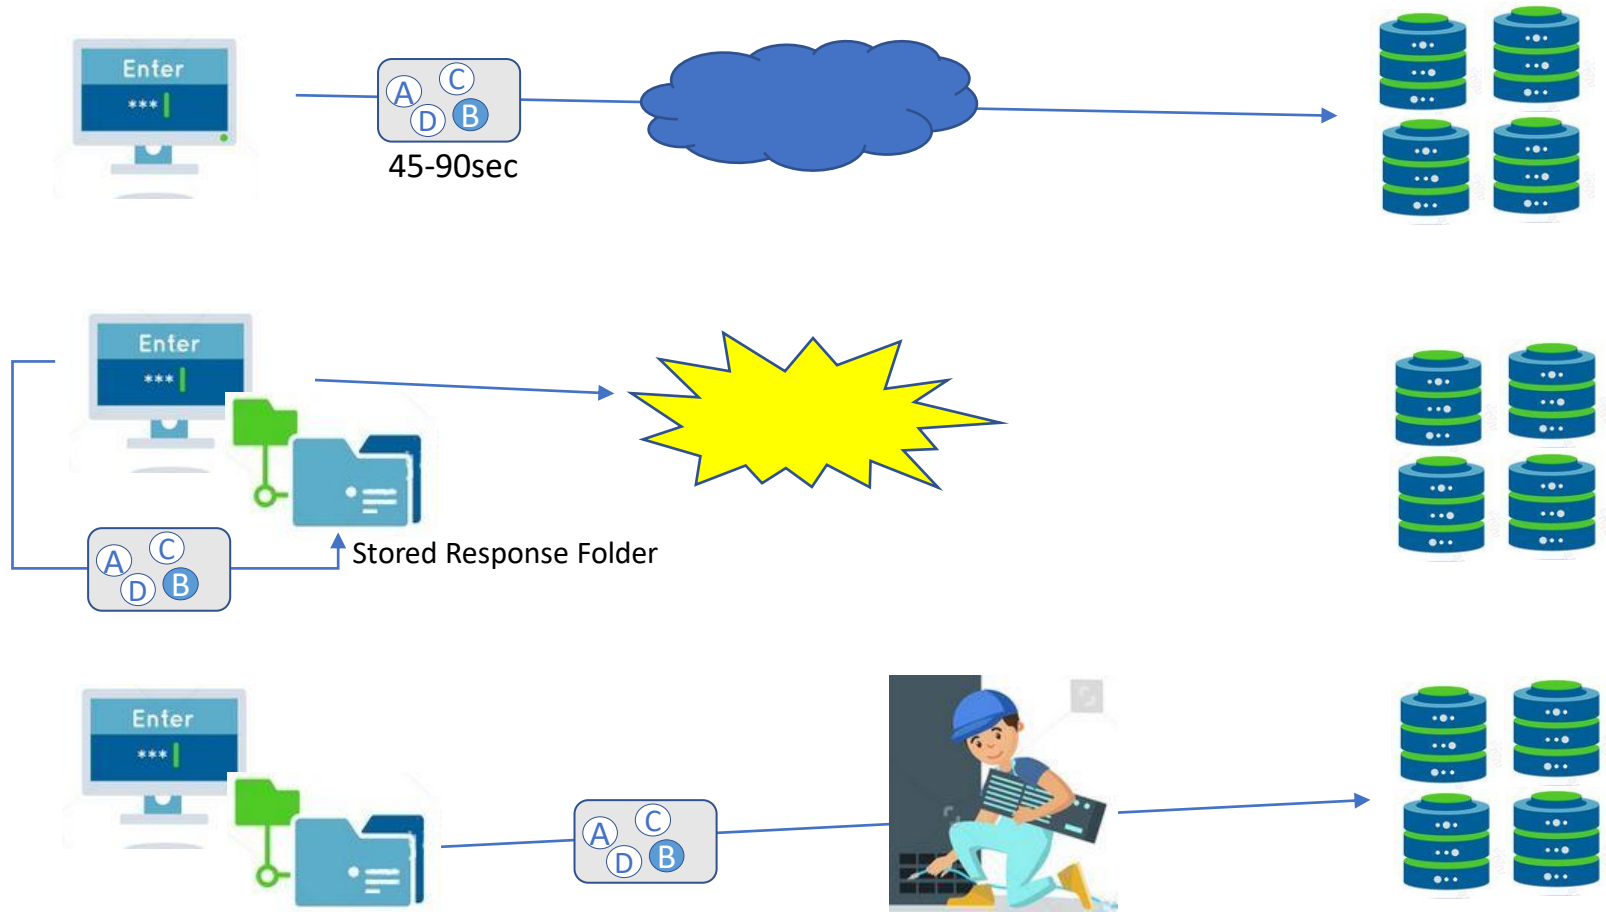 Enter
***
A
C
D
B
45-90sec
Enter
***
A
C
D
B
Stored Response Folder
Enter
***
A
C
D
B